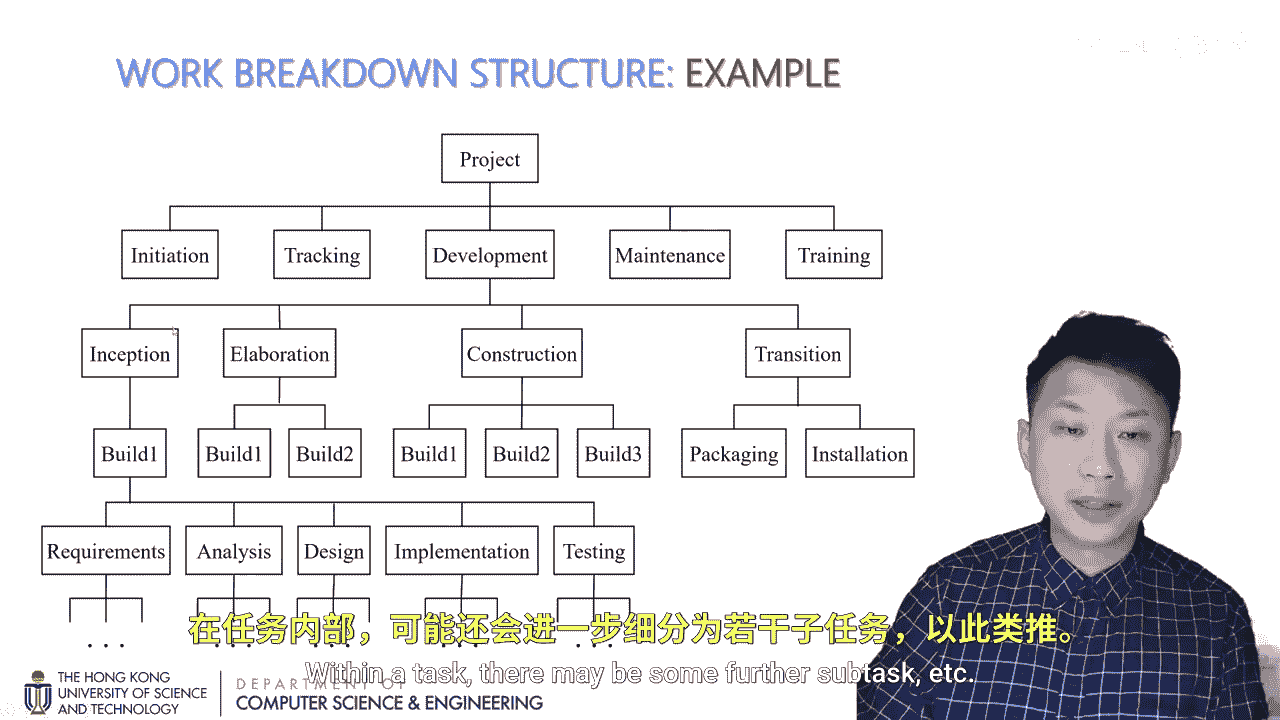 WORK BREAKDOWN STRUCTURE: EXAMPLE
Project
Initiation
Tracking
Development
Maintenance
Training
Inception
Elaboration
Construction
Transition
Build1
Build1
Build2
Build1
Build2
Build3
Packaging
Installation
Requirements
Analysis
Design
Implementation
Testing
. . .
在任务内部，可能还会进一步细分为若干子任务，以此类推。
Within a task, there may be some further subtask, etc.
THE HONG KONG
UNIVERSITY OF SCIENCE
AND TECHNOLOGY
DEPARTMENT OF
COMPUTER SCIENCE & ENGINEERING